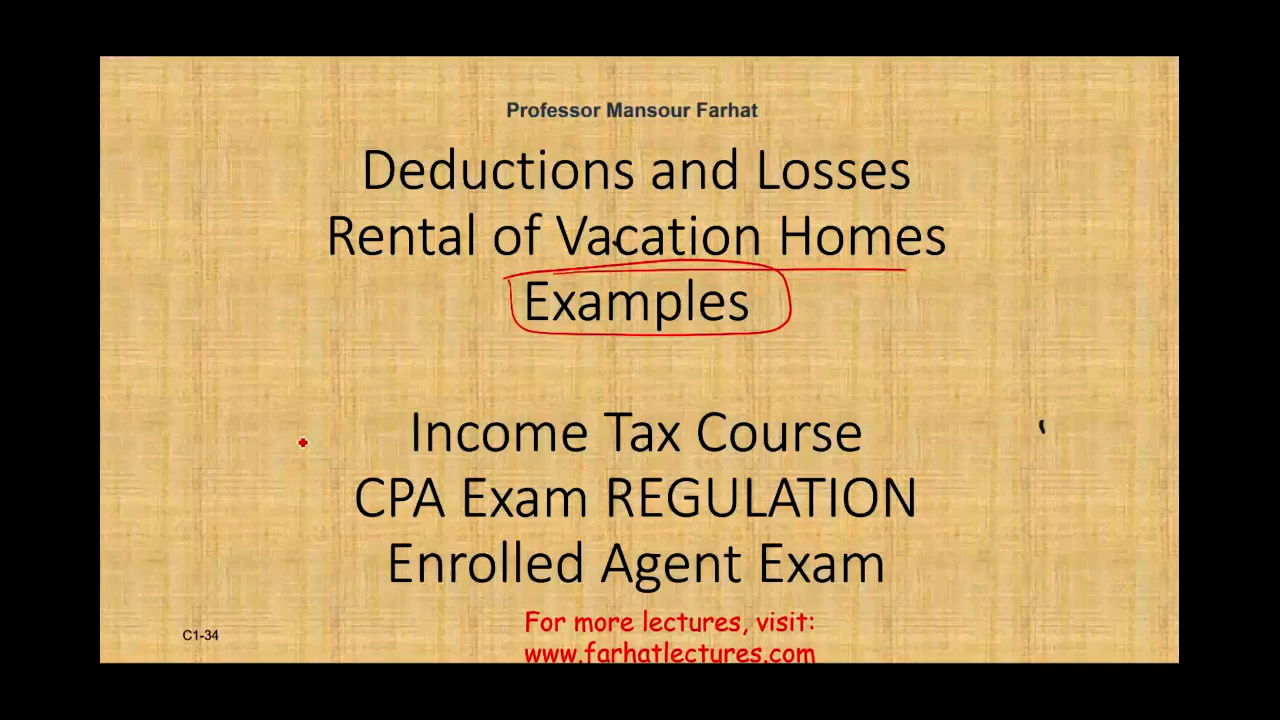 Professor Mansour Farhat
Deductions and Losses
Rental of Vacation Homes
Examples
Income Tax Course
CPA Exam REGULATION
Enrolled Agent Exam
For more lectures, visit:
www.farhatlectures.com
C1-34